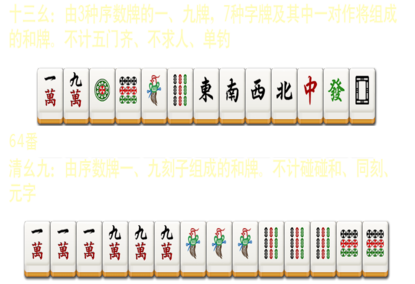 十三幺：由3种序数牌的一、九牌，7种字牌及其中一对作将组成
的和牌。不计五门齐、不求人、单钓
一萬 九萬 東 南 西 北 中 發
64番
清幺九：由序数牌一、九刻子组成的和牌。不计碰碰和、同刻、
无字
一萬 一萬 一萬 九萬 九萬 九萬